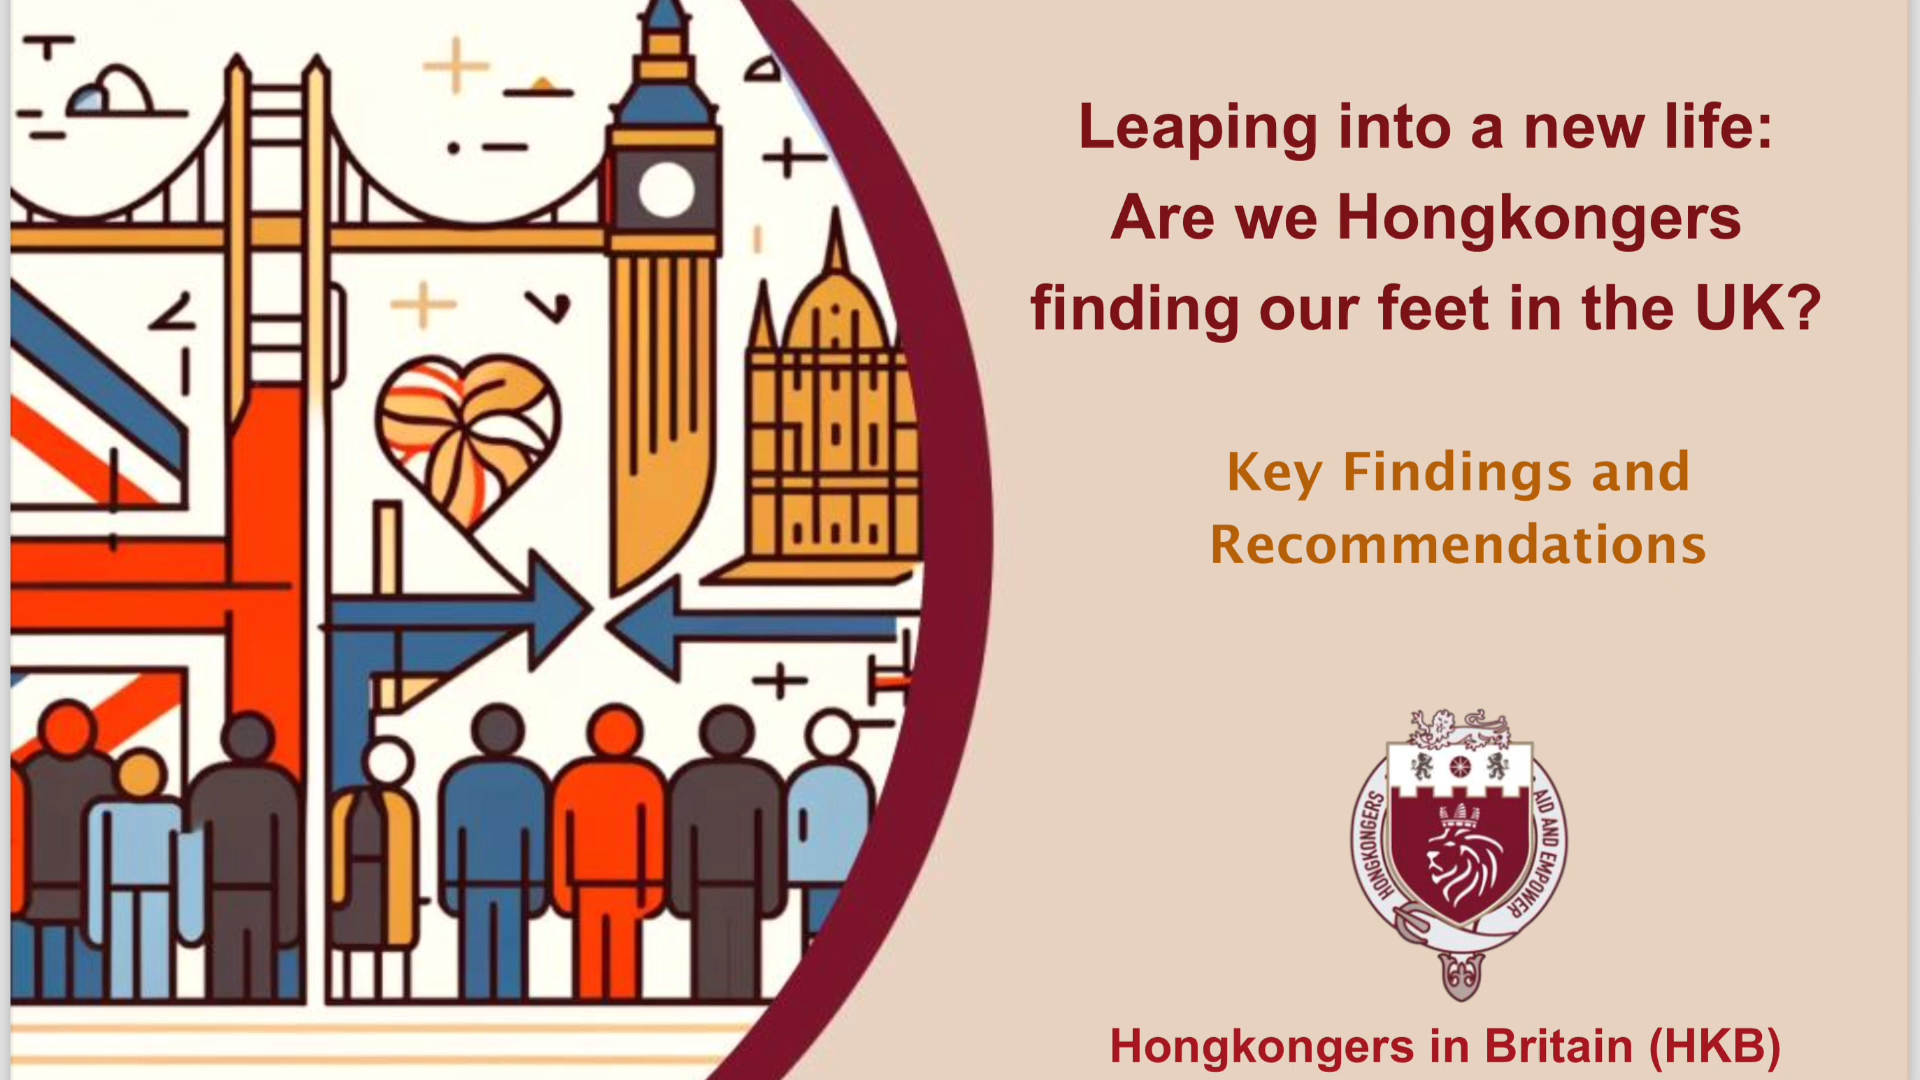 Leaping into a new life:
Are we Hongkongers
finding our feet in the UK?
Key Findings and
Recommendations
HONGKONGERS
AID AND EMPOWER
Hongkongers in Britain (HKB)